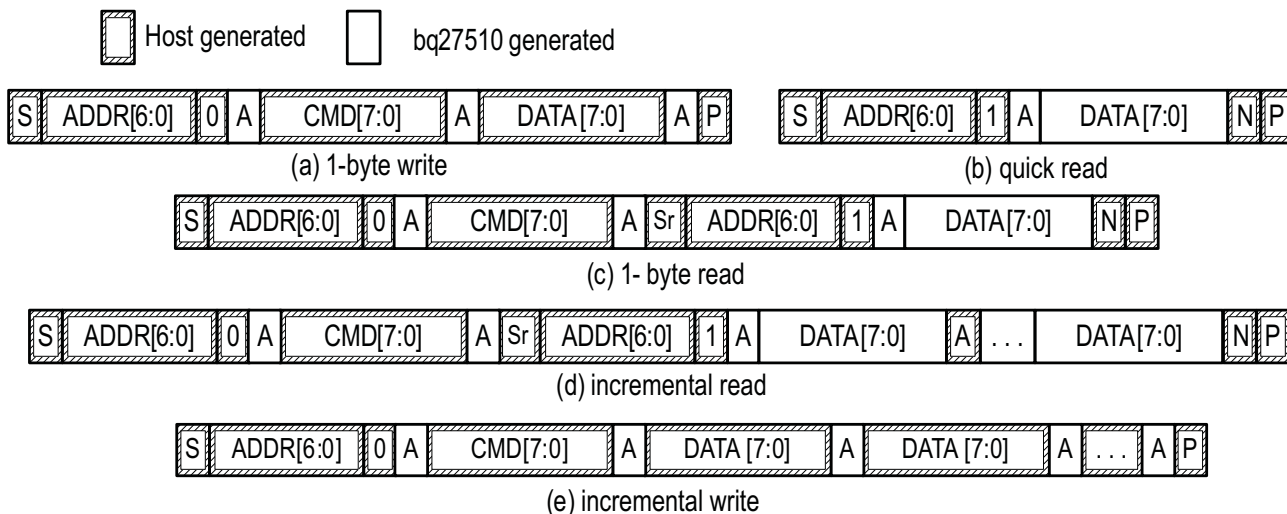 Host generated bq27510 generated
S ADDR[6:0] 0 A CMD[7:0] A DATA[7:0] A P S ADDR[6:0] 1 A DATA[7:0] N P
(a) 1-byte write (b) quick read
S ADDR[6:0] 0 A CMD[7:0] A Sr ADDR[6:0] 1 A DATA[7:0] N P
(c) 1- byte read
S ADDR[6:0] 0 A CMD[7:0] A Sr ADDR[6:0] 1 A DATA[7:0] A ... DATA[7:0] N P
(d) incremental read
S ADDR[6:0] 0 A CMD[7:0] A DATA [7:0] A DATA [7:0] A ... A P
(e) incremental write